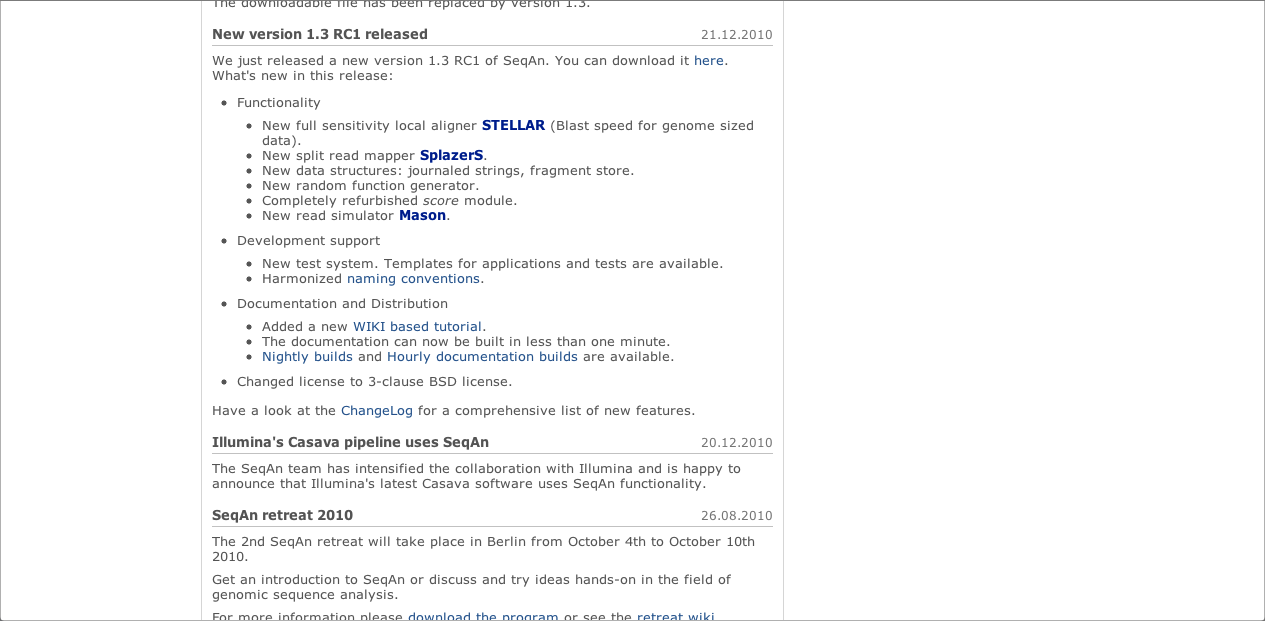 The downloadable file has been replaced by version 1.3.
New version 1.3 RC1 released 21.12.2010
We just released a new version 1.3 RC1 of SeqAn. You can download it here.
What's new in this release:
• Functionality
• New full sensitivity local aligner STELLAR (Blast speed for genome sized
data).
• New split read mapper SplazerS.
• New data structures: journaled strings, fragment store.
• New random function generator.
• Completely refurbished score module.
• New read simulator Mason.
• Development support
• New test system. Templates for applications and tests are available.
• Harmonized naming conventions.
• Documentation and Distribution
• Added a new WIKI based tutorial.
• The documentation can now be built in less than one minute.
• Nightly builds and Hourly documentation builds are available.
• Changed license to 3-clause BSD license.
Have a look at the ChangeLog for a comprehensive list of new features.
Illumina's Casava pipeline uses SeqAn 20.12.2010
The SeqAn team has intensified the collaboration with Illumina and is happy to
announce that Illumina's latest Casava software uses SeqAn functionality.
SeqAn retreat 2010 26.08.2010
The 2nd SeqAn retreat will take place in Berlin from October 4th to October 10th
2010.
Get an introduction to SeqAn or discuss and try ideas hands-on in the field of
genomic sequence analysis.
For more information please download the program or see the retreat wiki